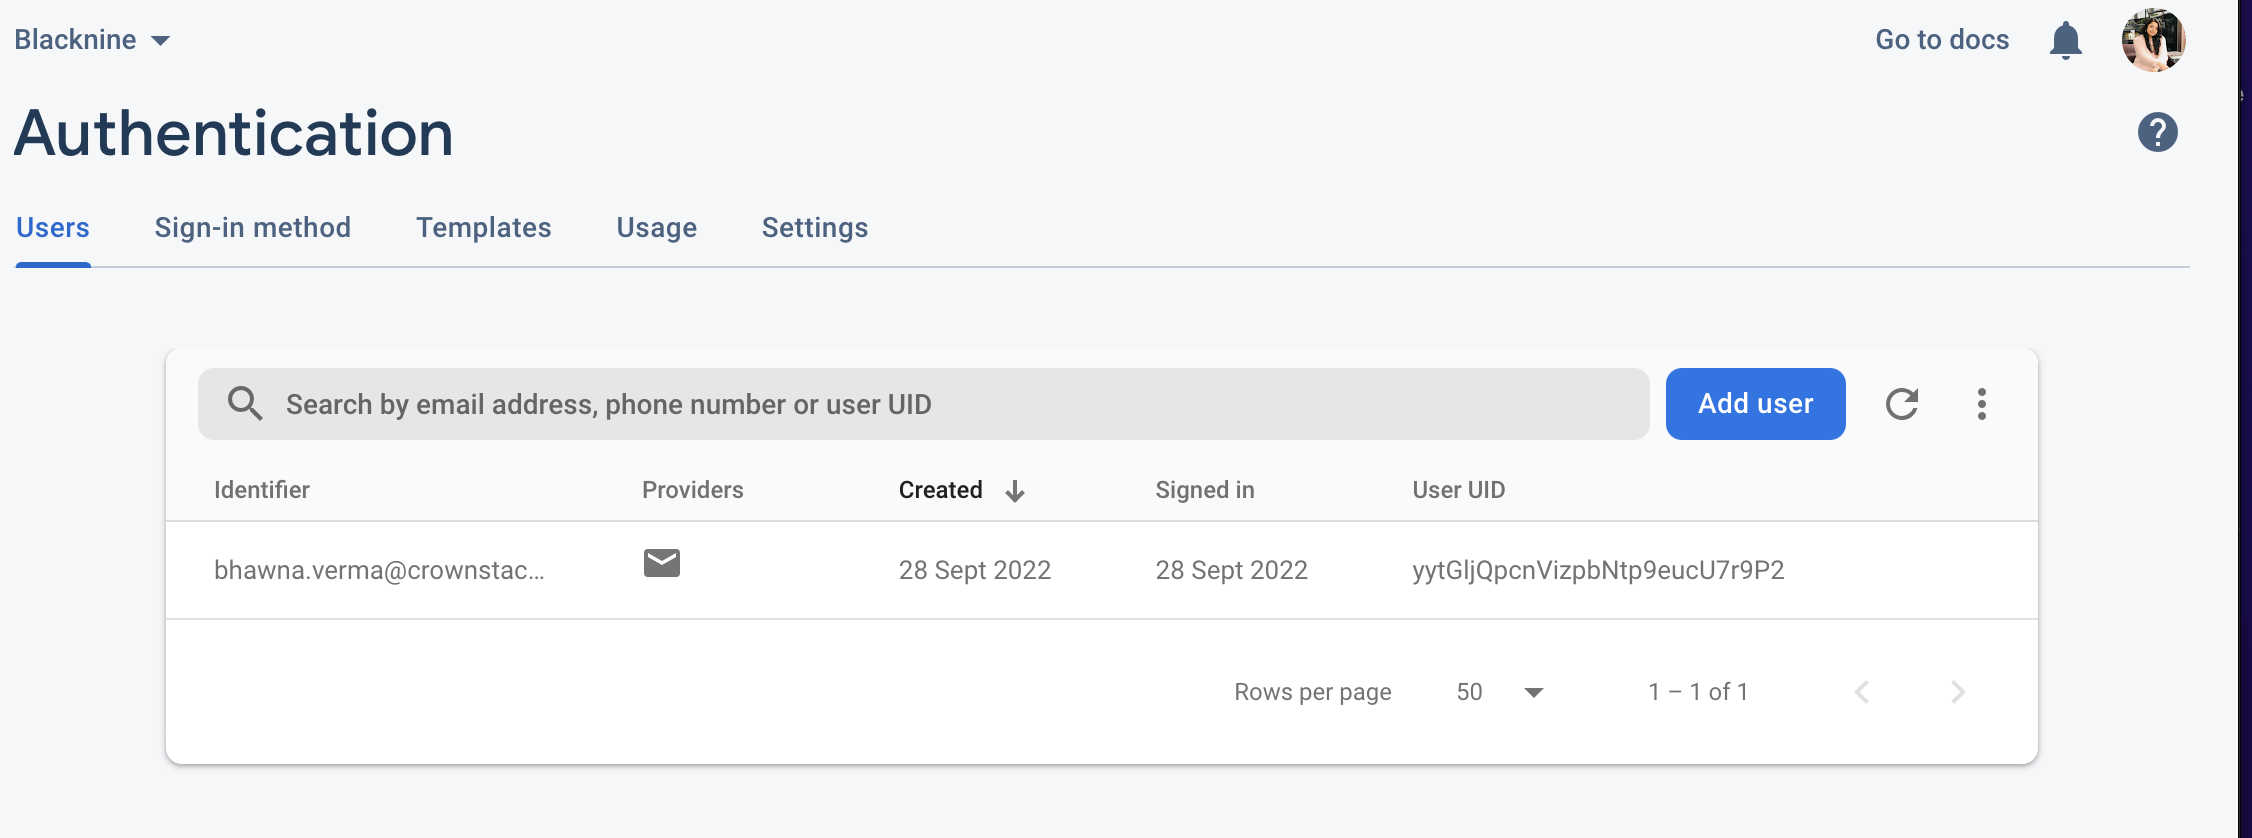 Blacknine
Go to docs
Authentication
?
Users Sign-in method Templates Usage Settings
Search by email address, phone number or user UID
Add user
Identifier Providers Created Signed in User UID
bhawna.verma@crownstac... 28 Sept 2022 28 Sept 2022 yytGljQpcnVizpbNtp9eucU7r9P2
Rows per page 50 1 – 1 of 1